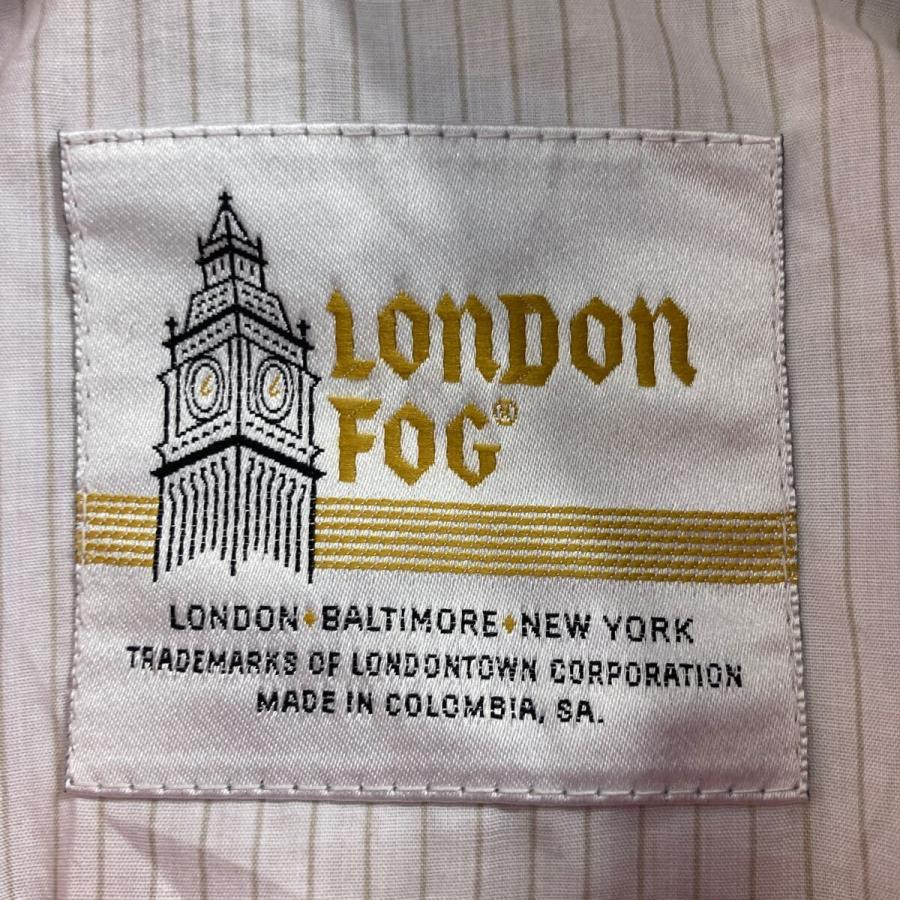 LONDON
FOG®
LONDON♦BALTIMORE♦NEW YORK
TRADEMARKS OF LONDONTOWN CORPORATION
MADE IN COLOMBIA, SA.